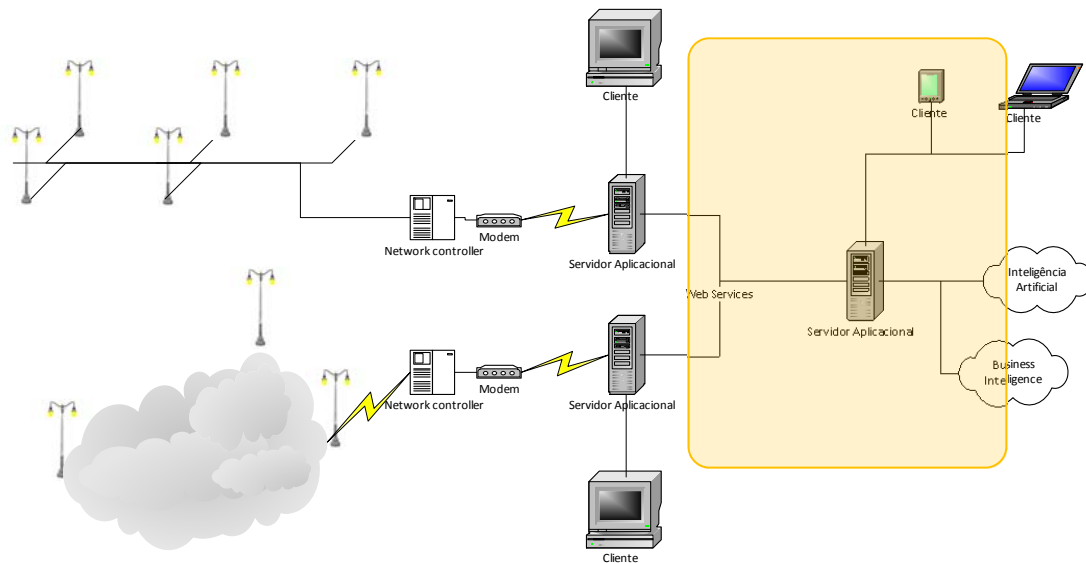 Cliente
Cliente
Cliente
Network controller
Modem
Servidor Aplicacional
Web Services
Inteligência
Artificial
Servidor Aplicacional
Network controller
Modem
Servidor Aplicacional
Business
Inteligence
Cliente